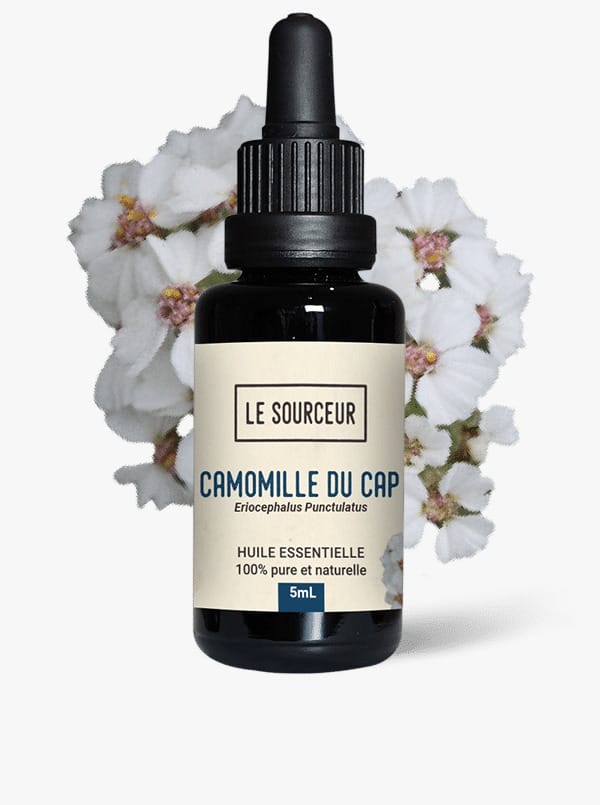 LE SOURCEUR
CAMOMILLE DU CAP
Eriocephalus Punctulatus
HUILE ESSENTIELLE
100% pure et naturelle
5mL